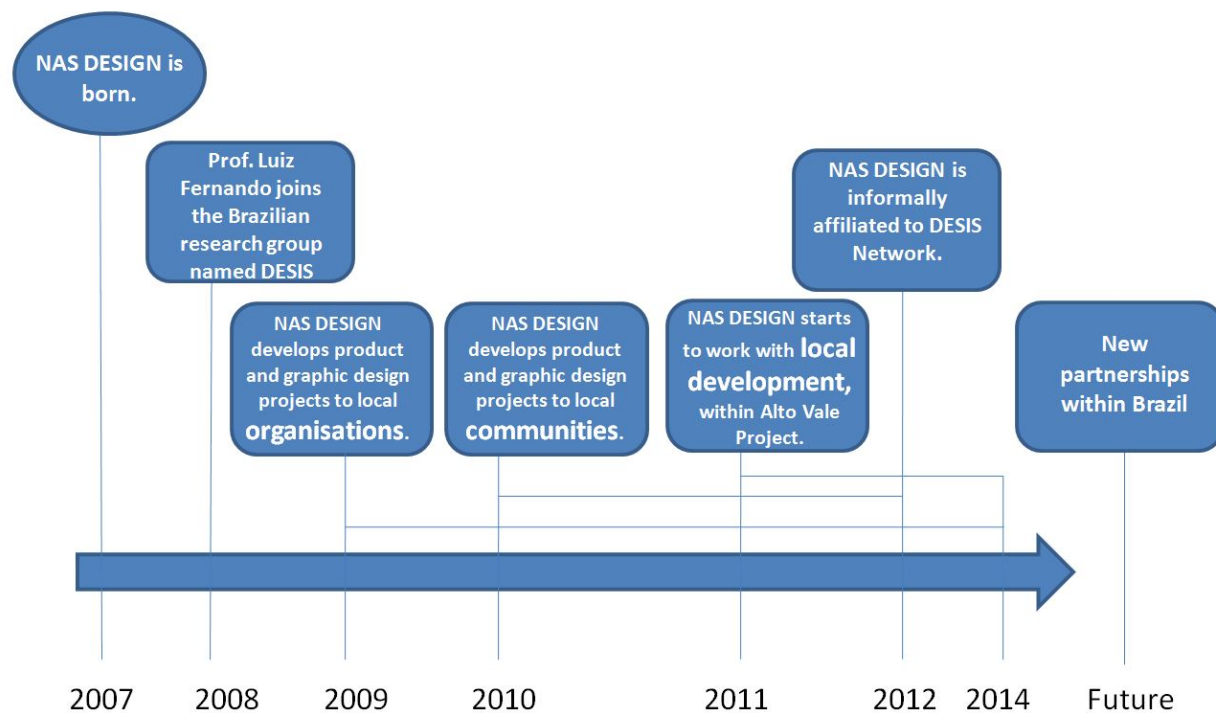 NAS DESIGN is
born.
Prof. Luiz
Fernando joins
the Brazilian
research group
named DESIS
NAS DESIGN
develops product
and graphic design
projects to local
organisations.
NAS DESIGN
develops product
and graphic design
projects to local
communities.
NAS DESIGN starts
to work with local
development,
within Alto Vale
Project.
NAS DESIGN is
informally
affiliated to DESIS
Network.
New
partnerships
within Brazil
2007
2008
2009
2010
2011
2012
2014
Future